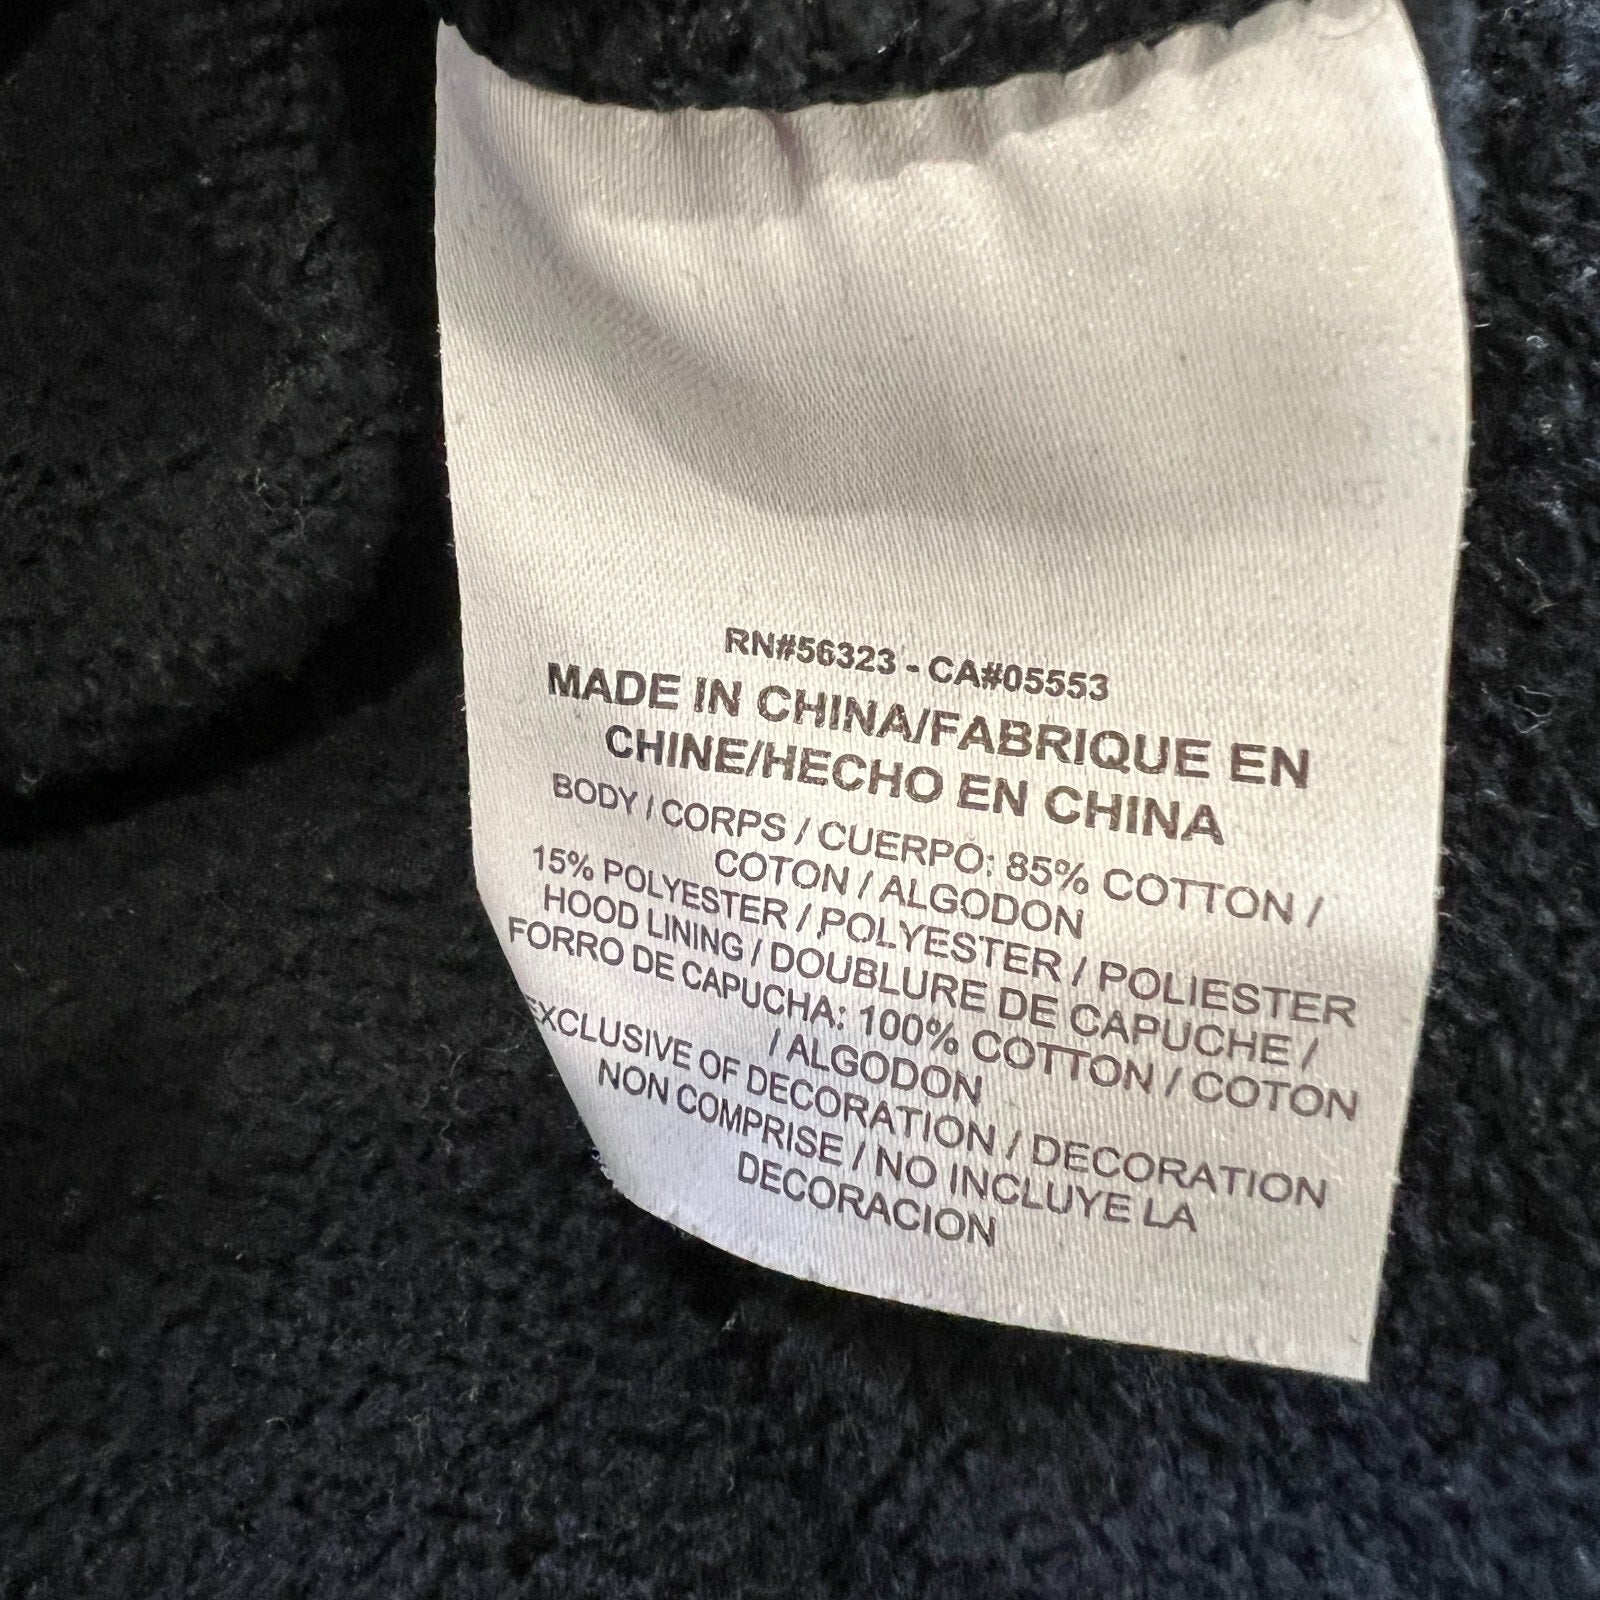 RN#56323 - CA#05553
MADE IN CHINA/FABRIQUE EN
CHINE/HECHO EN CHINA
BODY / CORPS / CUERPO: 85% COTTON /
COTON / ALGODON
15% POLYESTER / POLYESTER / POLIESTER
HOOD LINING / DOUBLURE DE CAPUCHE /
FORRO DE CAPUCHA: 100% COTTON / COTON
/ ALGODON
EXCLUSIVE OF DECORATION / DECORATION
NON COMPRISE / NO INCLUYE LA
DECORACION